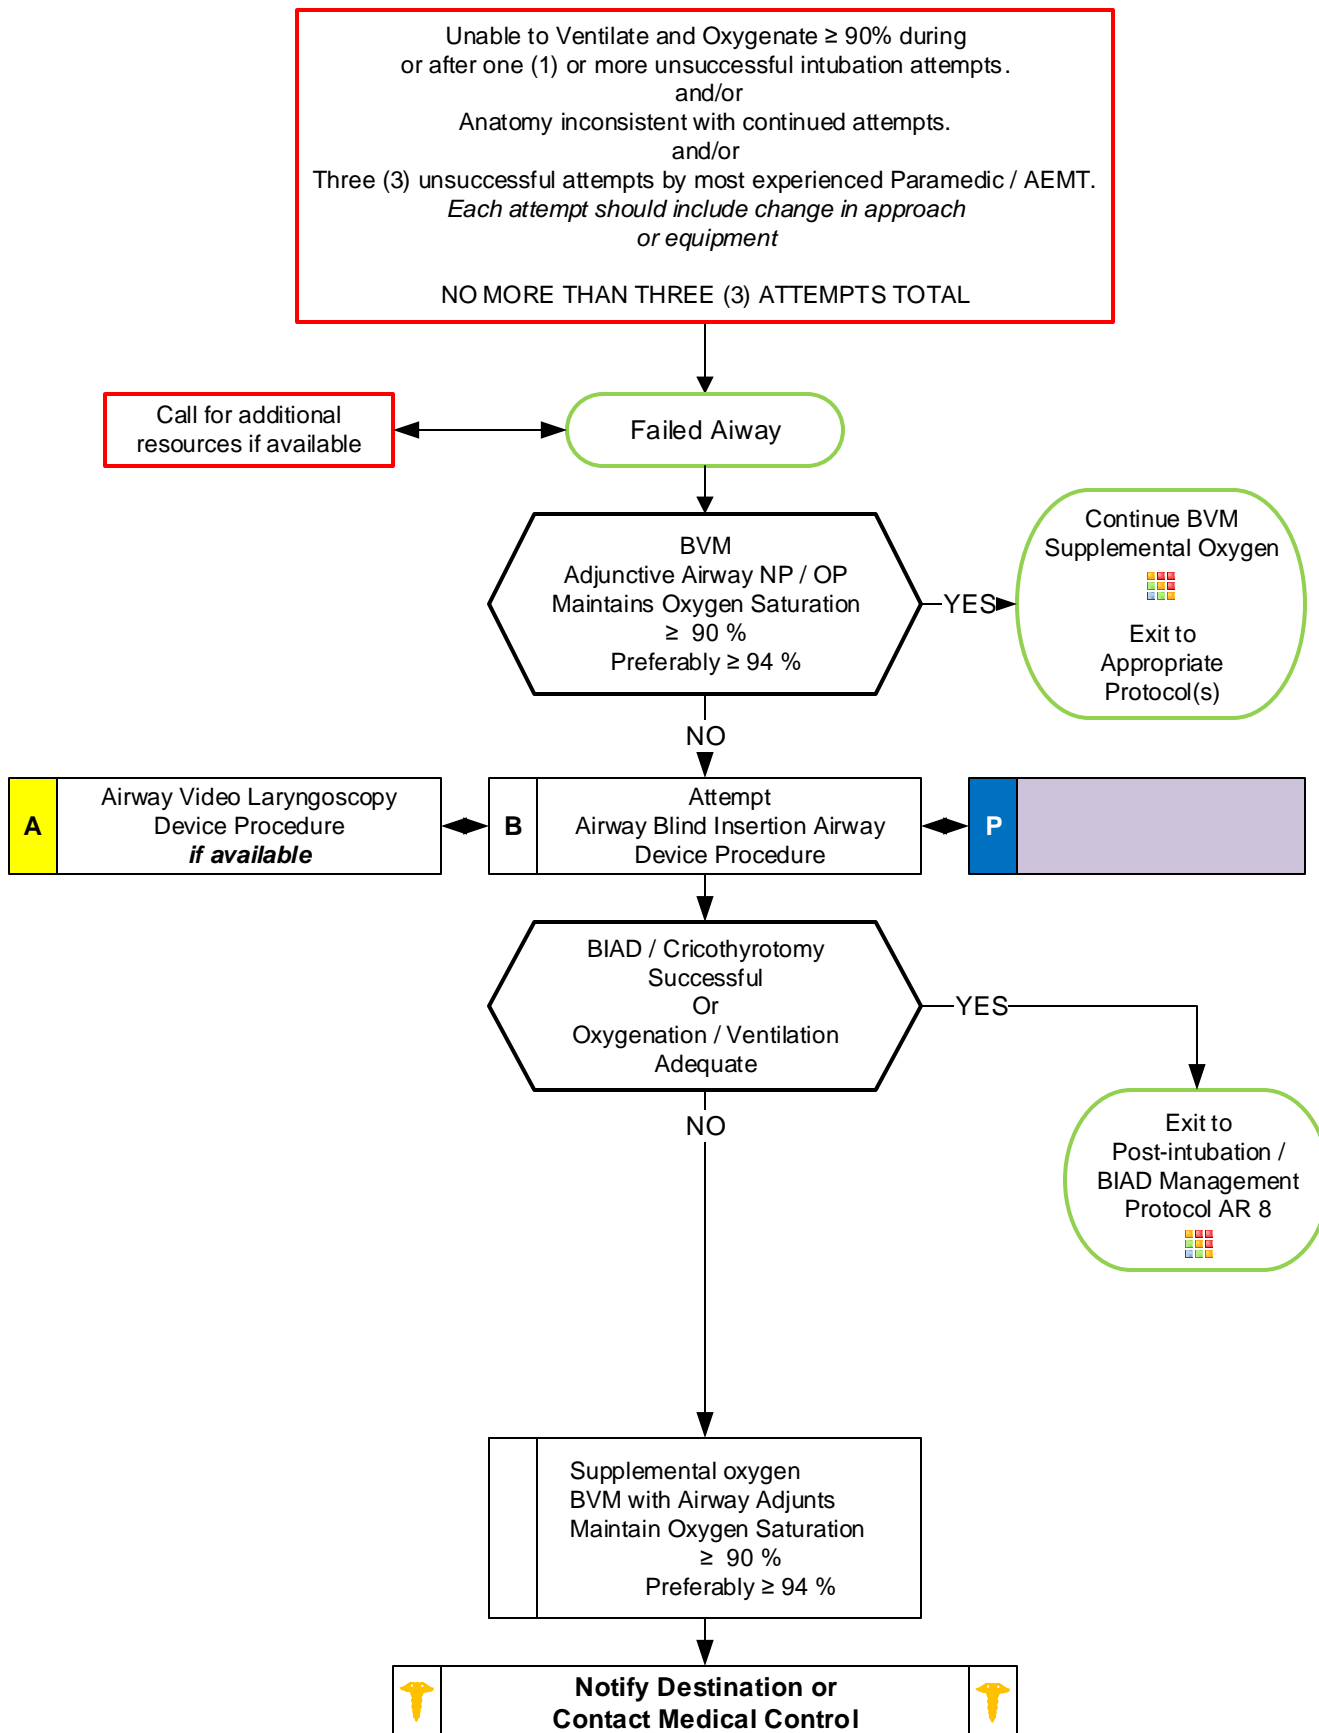 Unable to Ventilate and Oxygenate ≥ 90% during
or after one (1) or more unsuccessful intubation attempts.
and/or
Anatomy inconsistent with continued attempts.
and/or
Three (3) unsuccessful attempts by most experienced Paramedic / AEMT.
Each attempt should include change in approach
or equipment
NO MORE THAN THREE (3) ATTEMPTS TOTAL
Call for additional
resources if available
Failed Aiway
BVM
Adjunctive Airway NP / OP
Maintains Oxygen Saturation
≥ 90 %
Preferably ≥ 94 %
YES
Continue BVM
Supplemental Oxygen
Exit to
Appropriate
Protocol(s)
NO
A
Airway Video Laryngoscopy
Device Procedure
if available
B
Attempt
Airway Blind Insertion Airway
Device Procedure
P
BIAD / Cricothyrotomy
Successful
Or
Oxygenation / Ventilation
Adequate
YES
NO
Exit to
Post-intubation /
BIAD Management
Protocol AR 8
Supplemental oxygen
BVM with Airway Adjunts
Maintain Oxygen Saturation
≥ 90 %
Preferably ≥ 94 %
Notify Destination or
Contact Medical Control